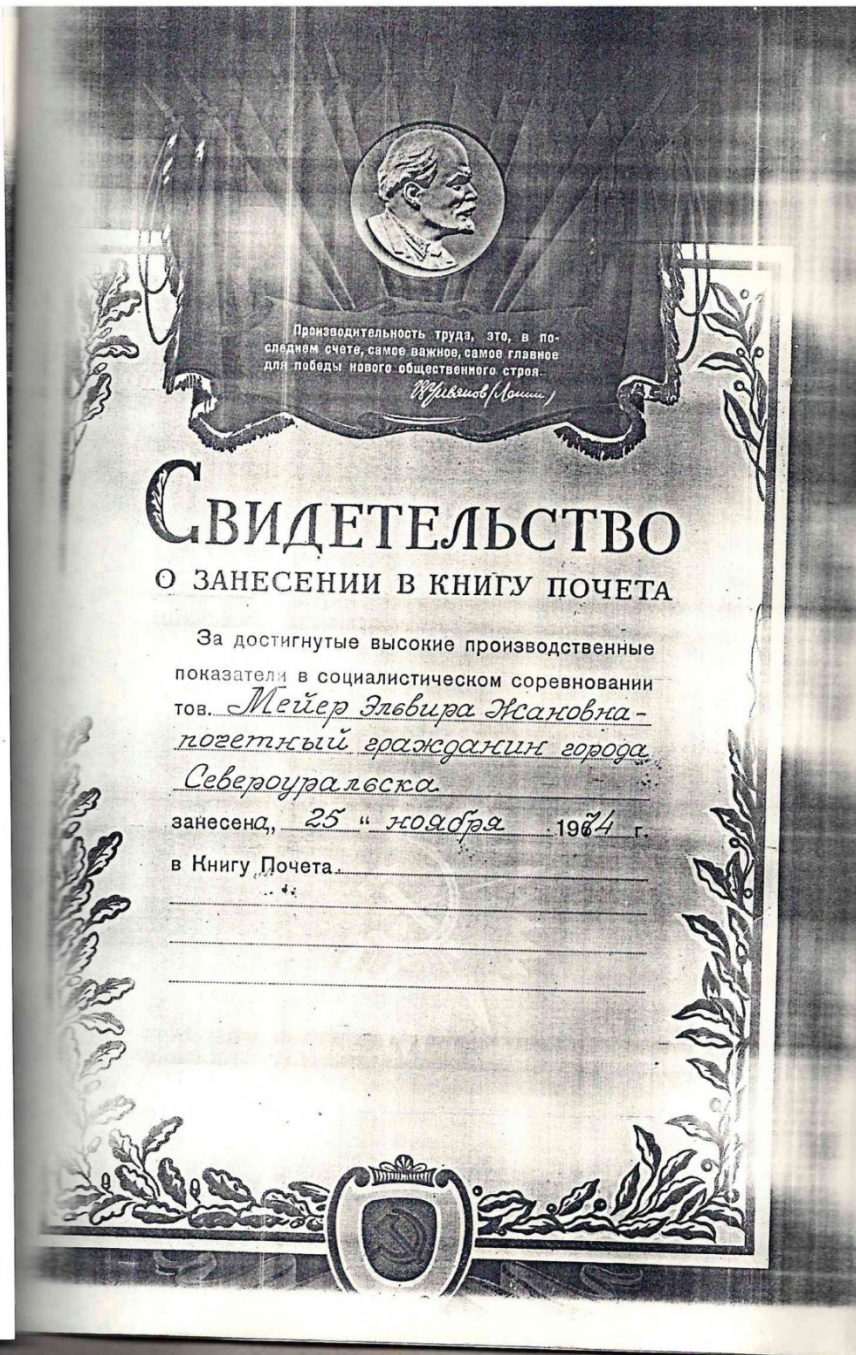 Производительность труда, это, в по-
следнем счете, самое важное, самое главное
для победы нового общественного строя.
В Ульянов (Ленин)
СВИДЕТЕЛЬСТВО
О ЗАНЕСЕНИИ В КНИГУ ПОЧЕТА
За достигнутые высокие производственные
показатели в социалистическом соревновании
тов. Мейер Эльвира Жановна-
почетный гражданин города
Североуральска
занесена „ 25 “ ноября 1974 г.
в Книгу Почета.